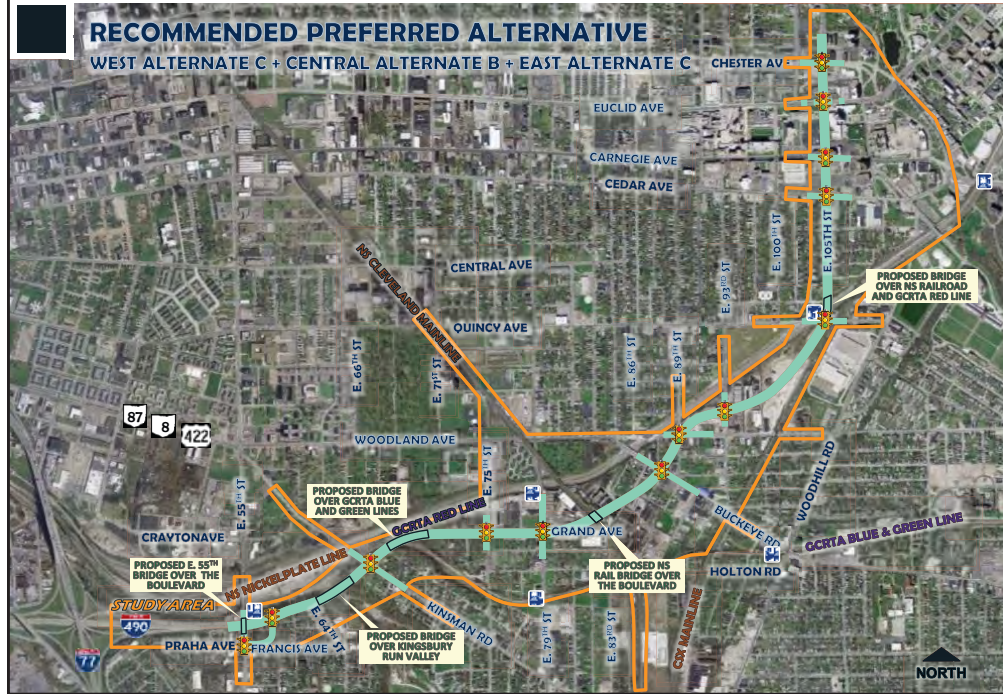 RECOMMENDED PREFERRED ALTERNATIVE
WEST ALTERNATE C + CENTRAL ALTERNATE B + EAST ALTERNATE C
CHESTER AV
EUCLID AVE
CARNEGIE AVE
CEDAR AVE
E. 100TH ST
E. 105TH ST
NS CLEVELAND MAINLINE
CENTRAL AVE
E. 93RD ST
PROPOSED BRIDGE
OVER NS RAILROAD
AND GCRTA RED LINE
QUINCY AVE
E. 66TH ST
E. 71ST ST
E. 86TH ST
E. 89TH ST
87
8
422
WOODLAND AVE
E. 75TH ST
WOODHILL RD
E. 55TH ST
PROPOSED BRIDGE
OVER GCRTA BLUE
AND GREEN LINES
GCRTA RED LINE
BUCKEYE RD
GCRTA BLUE & GREEN LINE
CRAYTONAVE
GRAND AVE
PROPOSED E. 55TH
BRIDGE OVER THE
BOULEVARD
NS NICKELPLATE LINE
PROPOSED NS
RAIL BRIDGE OVER
THE BOULEVARD
HOLTON RD
STUDY AREA
490
E. 64TH ST
KINSMAN RD
E. 79TH ST
E. 83RD ST
CSX MAINLINE
PRAHA AVE
FRANCIS AVE
PROPOSED BRIDGE
OVER KINGSBURY
RUN VALLEY
77
NORTH